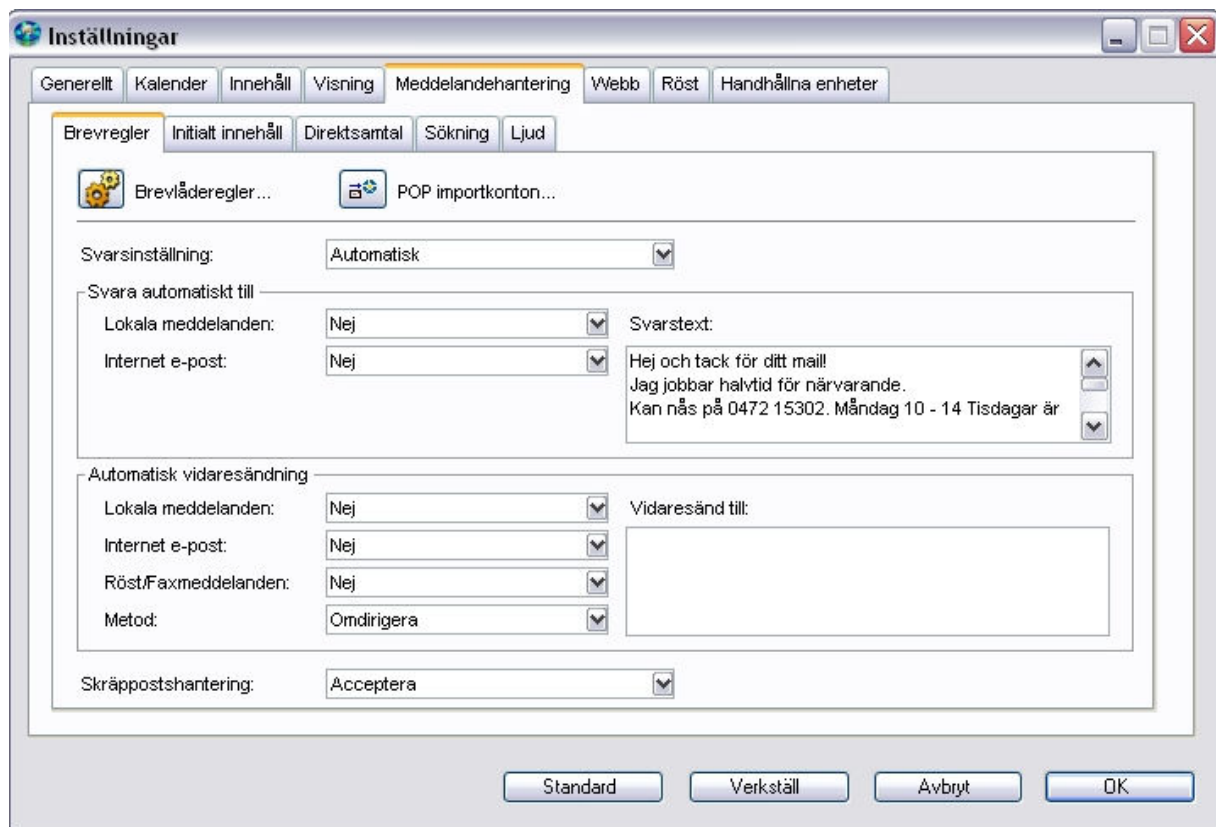 Inställningar
Generellt Kalender Innehåll Visning Meddelandehantering Webb Röst Handhållna enheter
Brevregler Initialt innehåll Direktsamtal Sökning Ljud
Brevlåderegler... POP importkonton...
Svarsinställning: Automatisk
Svara automatiskt till
Lokala meddelanden: Nej Svarstext:
Internet e-post: Nej Hej och tack för ditt mail!
Jag jobbar halvtid för närvarande.
Kan nås på 0472 15302. Måndag 10 - 14 Tisdagar är
Automatisk vidaresändning
Lokala meddelanden: Nej Vidaresänd till:
Internet e-post: Nej
Röst/Faxmeddelanden: Nej
Metod: Omdirigera
Skräppostshantering: Acceptera
Standard Verkställ Avbryt OK